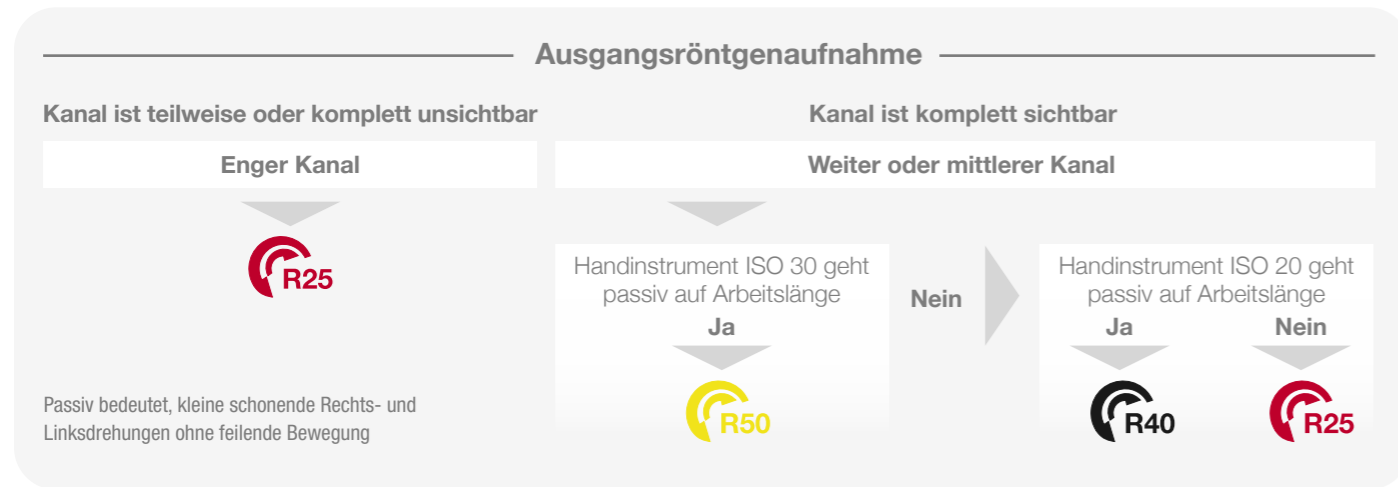 Ausgangsröntgenaufnahme
Kanal ist teilweise oder komplett unsichtbar
Enger Kanal
R25
Passiv bedeutet, kleine schonende Rechts- und
Linksdrehungen ohne feilende Bewegung
Kanal ist komplett sichtbar
Weiter oder mittlerer Kanal
Handinstrument ISO 30 geht
passiv auf Arbeitslänge
Ja
R50
Nein
Handinstrument ISO 20 geht
passiv auf Arbeitslänge
Ja
Nein
R40
R25